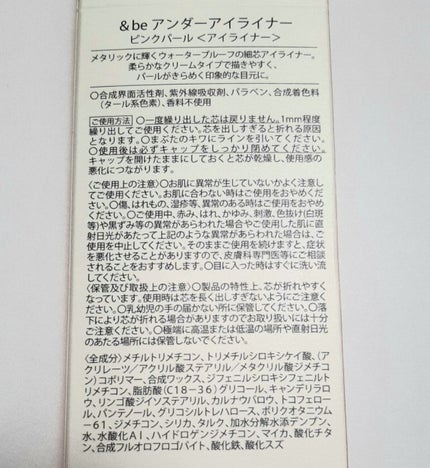 &be アンダーアイライナー
ピンクパール <アイライナー>
メタリックに輝くウォータープルーフの細芯アイライナー。
柔らかなクリームタイプで描きやすく、
パールがきらめく印象的な目元に。
〇合成界面活性剤、紫外線吸収剤、パラベン、合成着色料
(タール系色素)、香料不使用
ご使用方法 〇一度繰り出した芯は戻りません。1mm程度
繰り出してご使用ください。芯を出しすぎると折れる原因
となります。〇まぶたのキワにラインを引いてください。
〇使用後は必ずキャップをしっかり閉めてください。
キャップを開けたままにしておくと芯が乾燥し、使用感の
悪化につながります。
<ご使用上の注意>〇お肌に異常が生じていないかよく注意し
てご使用ください。お肌に合わない時はご使用をおやめくだ
さい。〇傷、はれもの、湿疹等、異常のある時はご使用をおや
めください。〇ご使用中、赤み、はれ、かゆみ、刺激、色抜け(白斑
等)や黒ずみ等の異常があらわれた場合やご使用した肌に直
射日光があたって上記のような異常があらわれた場合は、ご
使用を中止してください。そのままご使用を続けますと、症状
を悪化させることがありますので、皮膚科専門医等にご相談
されることをおすすめします。〇目に入った時はすぐに洗い流
してください。
<保管及び取扱上の注意>〇製品の特性上、芯が折れやすく
なっています。使用時は芯を長く出しすぎないようにご注意く
ださい。〇乳幼児の手の届かない所に保管してください。〇落
下により芯が折れる場合がありますのでお取り扱いには十分
ご注意ください。〇極端に高温または低温の場所や直射日光
のあたる場所には保管しないでください。
<全成分>メチルトリメチコン、トリメチルシロキシケイ酸、(ア
クリレーツ/アクリル酸ステアリル/メタクリル酸ジメチコ
ン)コポリマー、合成ワックス、ジフェニルシロキシフェニルト
リメチコン、脂肪酸(C18-36)グリコール、キャンデリラロ
ウ、リンゴ酸ジイソステアリル、カルナウバロウ、トコフェロー
ル、パンテノール、グリコシルトレハロース、ポリクオタニウム
-61、ジメチコン、シリカ、タルク、加水分解水添デンプン、
水、水酸化Al、ハイドロゲンジメチコン、マイカ、酸化チタ
ン、合成フルオロフロゴパイト、酸化鉄、酸化スズ